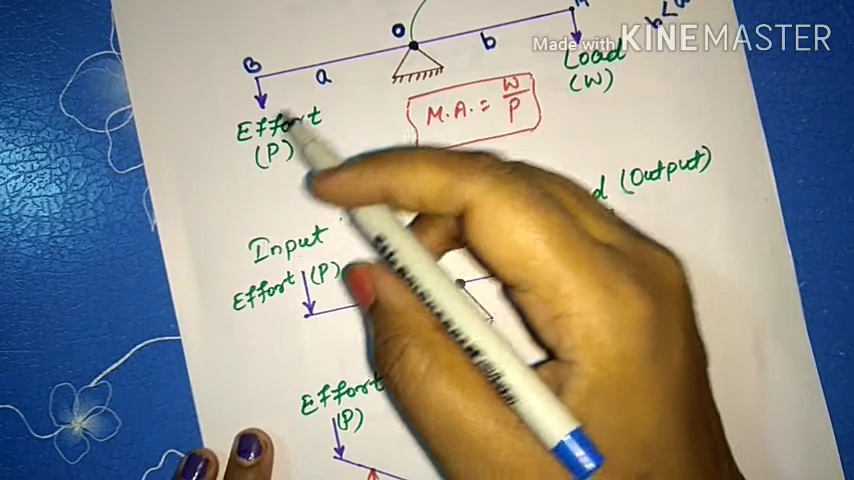 O
b < a
Made with KINEMASTER
B
a
b
Load
(W)
M.A. = W/P
Effort
(P)
d (Output)
Input
Effort (P)
Effort
(P)